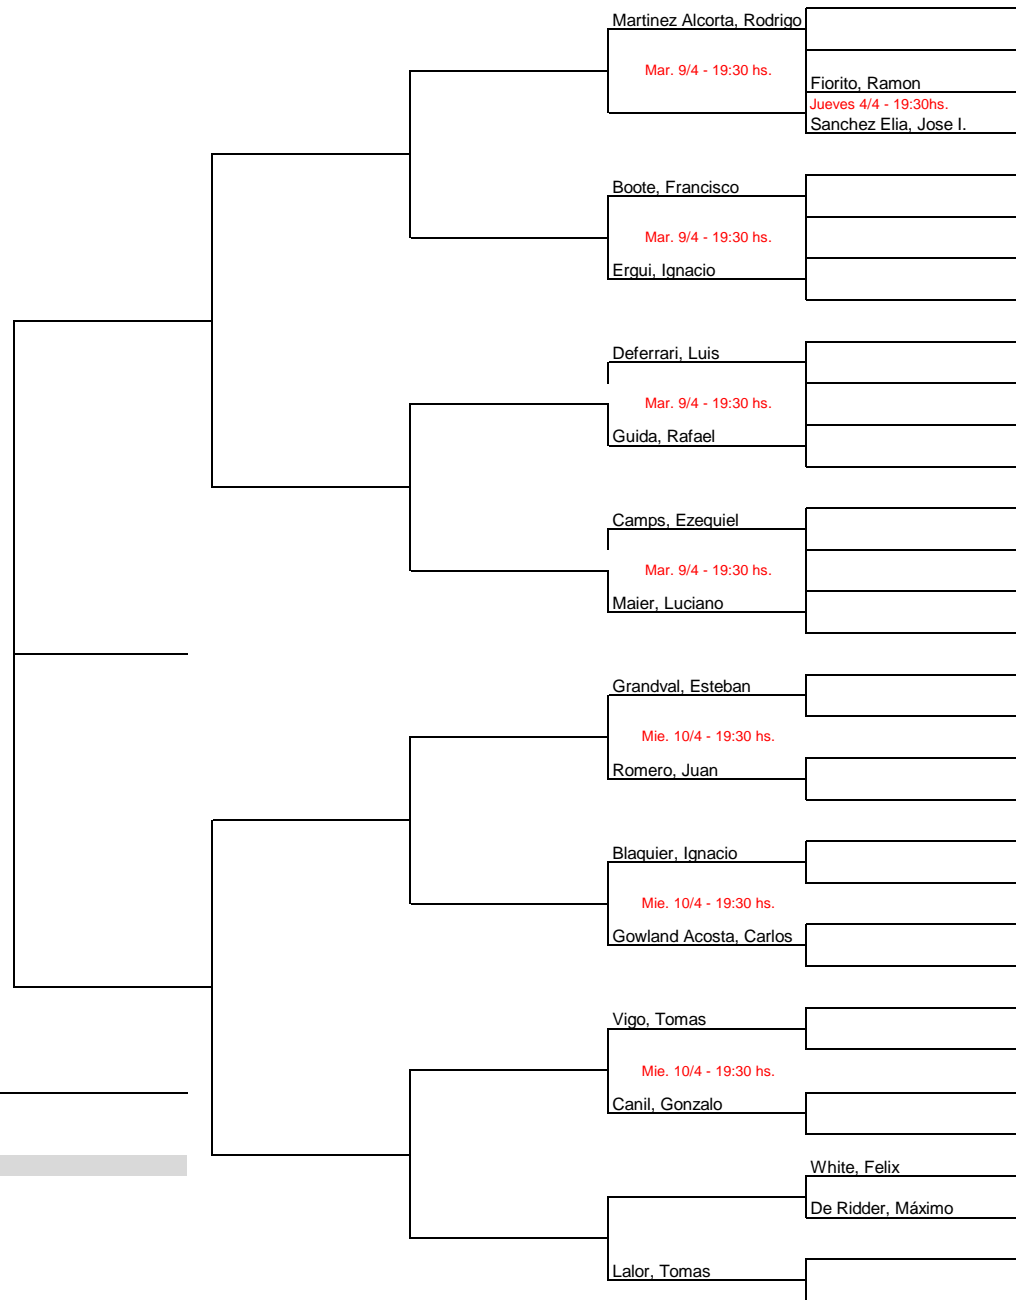 Martinez Alcorta, Rodrigo
Mar. 9/4 - 19:30 hs.
Fiorito, Ramon
Jueves 4/4 - 19:30hs.
Sanchez Elia, Jose I.
Boote, Francisco
Mar. 9/4 - 19:30 hs.
Ergui, Ignacio
Deferrari, Luis
Mar. 9/4 - 19:30 hs.
Guida, Rafael
Camps, Ezequiel
Mar. 9/4 - 19:30 hs.
Maier, Luciano
Grandval, Esteban
Mie. 10/4 - 19:30 hs.
Romero, Juan
Blaquier, Ignacio
Mie. 10/4 - 19:30 hs.
Gowland Acosta, Carlos
Vigo, Tomas
Mie. 10/4 - 19:30 hs.
Canil, Gonzalo
White, Felix
De Ridder, Máximo
Lalor, Tomas